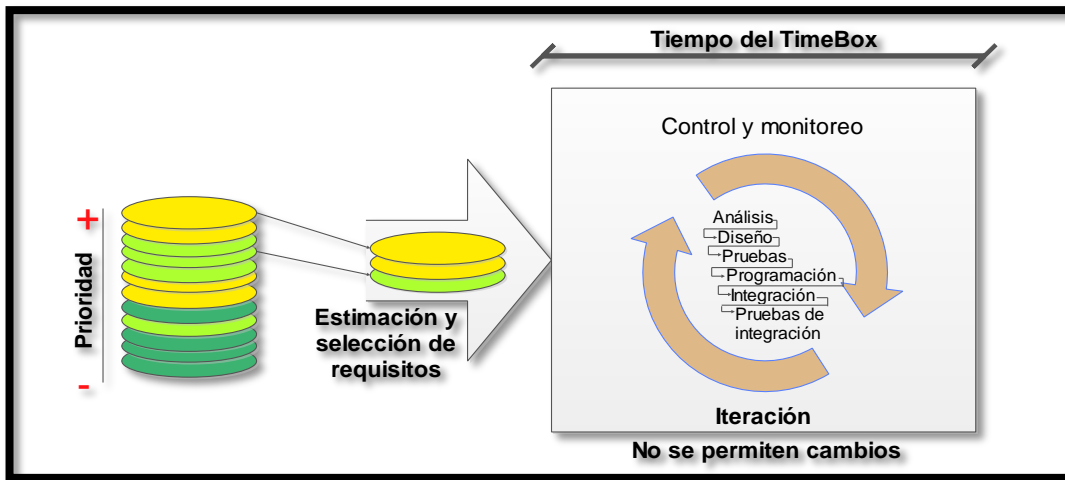 Tiempo del TimeBox
Control y monitoreo
+
Prioridad
-
Estimación y
selección de
requisitos
Análisis
Diseño
Pruebas
Programación
Integración
Pruebas de
integración
Iteración
No se permiten cambios